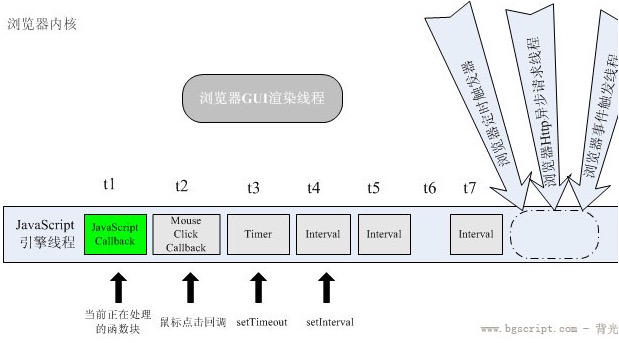 浏览器内核
浏览器GUI渲染线程
浏览器定时触发器
浏览器Http异步请求线程
浏览器事件触发线程
t1
t2
t3
t4
t5
t6
t7
JavaScript
引擎线程
JavaScript
Callback
Mouse
Click
Callback
Timer
Interval
Interval
Interval
当前正在处理
的函数块
鼠标点击回调
setTimeout
setInterval
www.bgscript.com - 背光